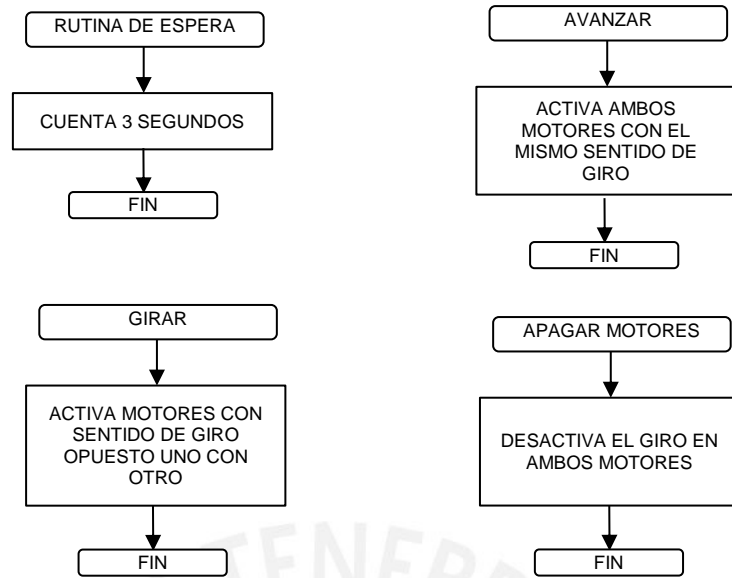 RUTINA DE ESPERA
CUENTA 3 SEGUNDOS
FIN
AVANZAR
ACTIVA AMBOS
MOTORES CON EL
MISMO SENTIDO DE
GIRO
FIN
GIRAR
ACTIVA MOTORES CON
SENTIDO DE GIRO
OPUESTO UNO CON
OTRO
FIN
APAGAR MOTORES
DESACTIVA EL GIRO EN
AMBOS MOTORES
FIN